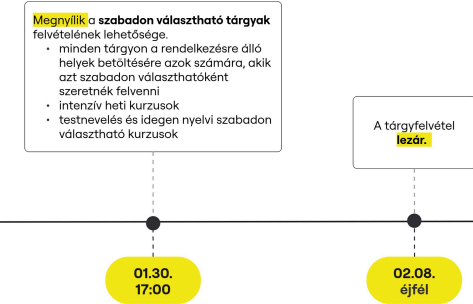 Megnyílik a szabadon választható tárgyak
felvételének lehetősége.
• minden tárgyon a rendelkezésre álló
helyek betöltésére azok számára, akik
azt szabadon választhatóként
szeretnék felvenni
• intenzív heti kurzusok
• testnevelés és idegen nyelvi szabadon
választható kurzusok
A tárgyfelvétel
lezár.
01.30.
17:00
02.08.
éjfél